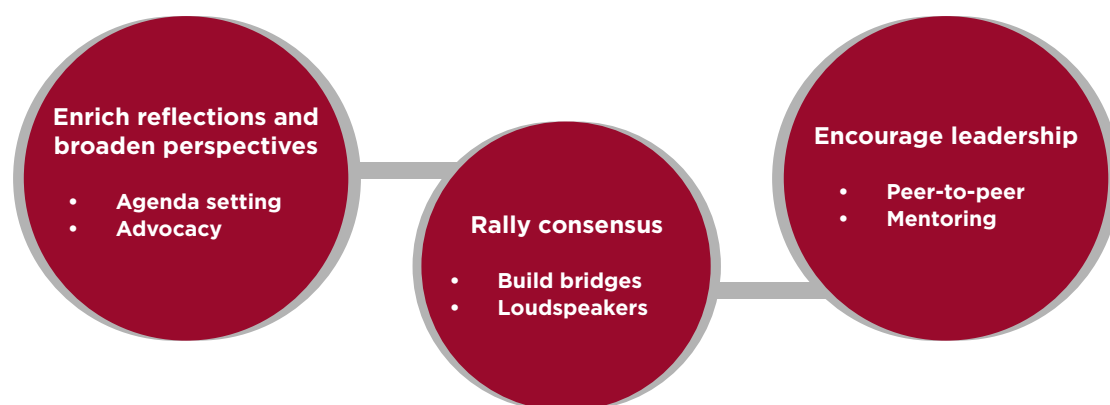 Enrich reflections and
broaden perspectives
• Agenda setting
• Advocacy
Rally consensus
• Build bridges
• Loudspeakers
Encourage leadership
• Peer-to-peer
• Mentoring